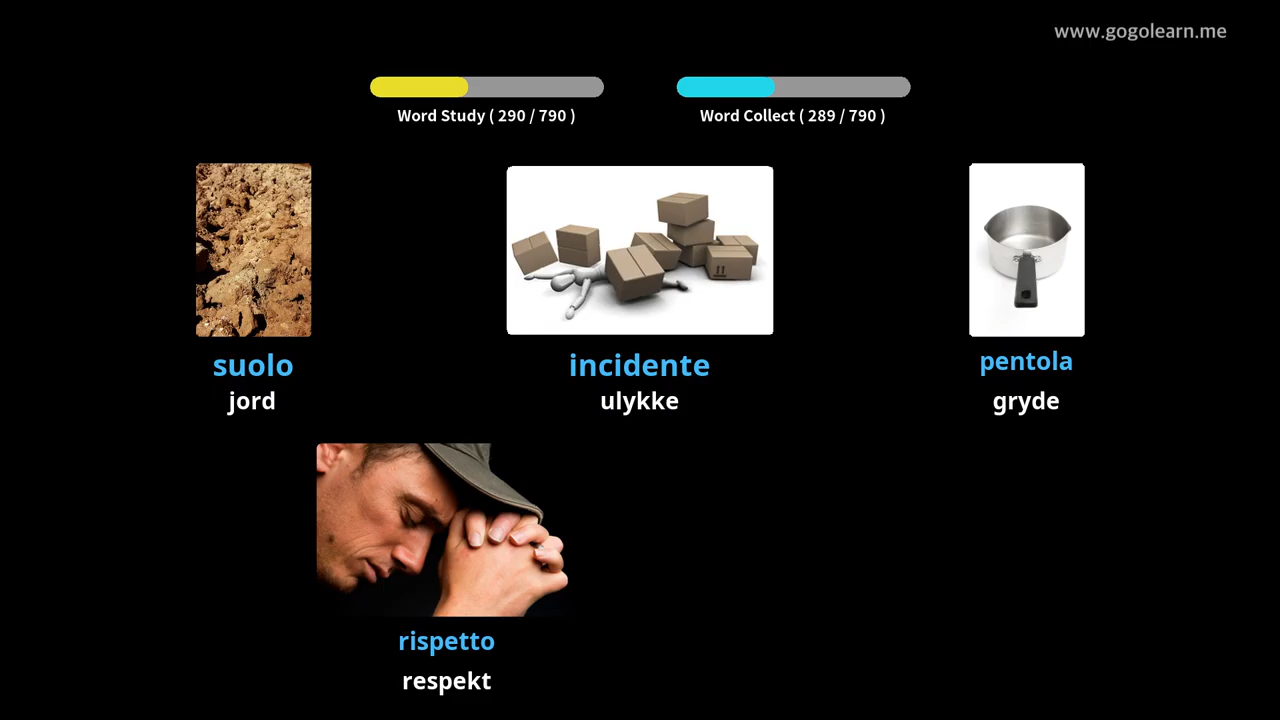 www.gogolearn.me
Word Study ( 290 / 790 )
Word Collect ( 289 / 790 )
suolo
jord
incidente
ulykke
pentola
gryde
rispetto
respekt